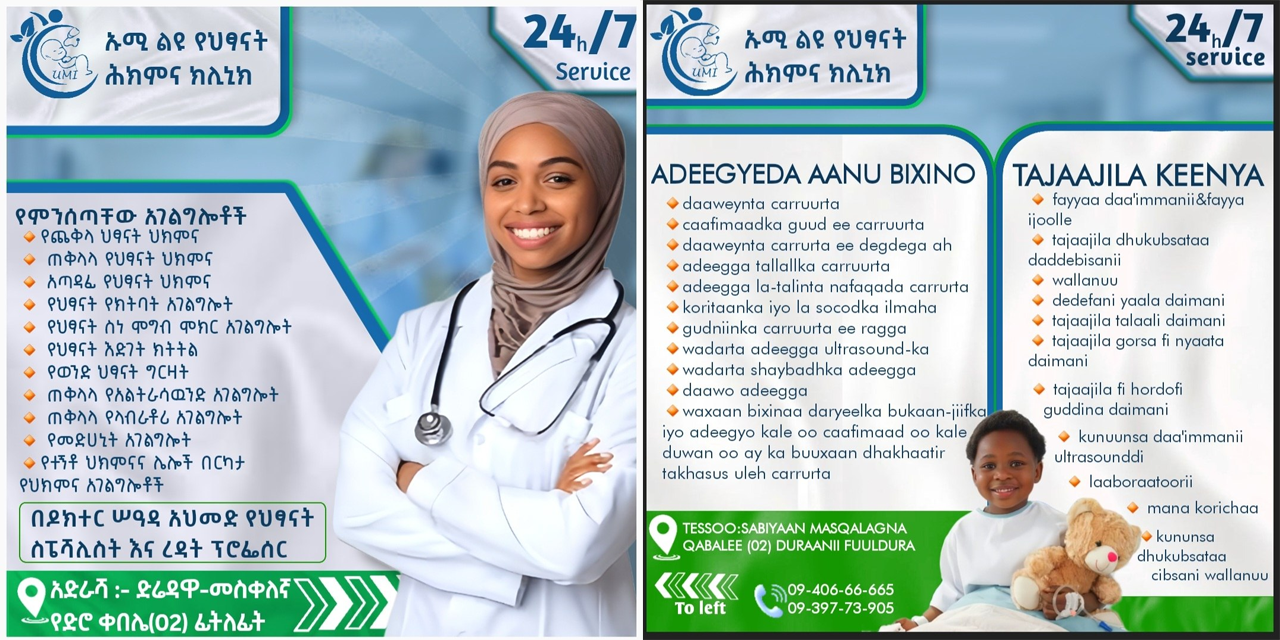 UMI
ኡሚ ልዩ የህፃናት
ሕክምና ክሊኒክ
24h/7
Service
የምንሰጣቸው አገልግሎቶች
የጨቅላ ህፃናት ህክምና
ጠቅላላ የህፃናት ህክምና
አጣዳፊ የህፃናት ህክምና
የህፃናት የክትባት አገልግሎት
የህፃናት ስነ ምግብ ምክር አገልግሎት
የህፃናት እድገት ክትትል
የወንድ ህፃናት ግርዛት
ጠቅላላ የአልትራሳዉንድ አገልግሎት
ጠቅላላ የላብራቶሪ አገልግሎት
የመድሀኒት አገልግሎት
የተኝቶ ህክምናና ሌሎች በርካታ
የህክምና አገልግሎቶች
በዶክተር ሠዓዳ አህመድ የህፃናት
ስፔሻሊስት እና ረዳት ፕሮፌሰር
አድራሻ :- ድሬዳዋ-መስቀለኛ
የድሮ ቀበሌ(02) ፊትለፊት
UMI
ኡሚ ልዩ የህፃናት
ሕክምና ክሊኒክ
24h/7
service
ADEEGYEDA AANU BIXINO
daaweynta carruurta
caafimaadka guud ee carruurta
daaweynta carrurta ee degdega ah
adeegga tallallka carruurta
adeegga la-talinta nafaqada carrurta
koritaanka iyo la socodka ilmaha
gudniinka carruurta ee ragga
wadarta adeegga ultrasound-ka
wadarta shaybadhka adeegga
daawo adeegga
waxaan bixinaa daryeelka bukaan-jiifka
iyo adeegyo kale oo caafimaad oo kale
duwan oo ay ka buuxaan dhakhaatir
takhasus uleh carrurta
TAJAAJILA KEENYA
fayyaa daa'immanii&fayya
ijoolle
tajaajila dhukubsataa
daddebisanii
wallanuu
dedefani yaala daimani
tajaajila talaali daimani
tajaajila gorsa fi nyaata
daimani
tajaajila fi hordofi
guddina daimani
kunuunsa daa'immanii
ultrasounddi
laaboraatoorii
mana korichaa
kununsa
dhukubsataa
cibsani wallanuu
TESSOO:SABIYAAN MASQALAGNA
QABALEE (02) DURAANII FUULDURA
To left
09-406-66-665
09-397-73-905